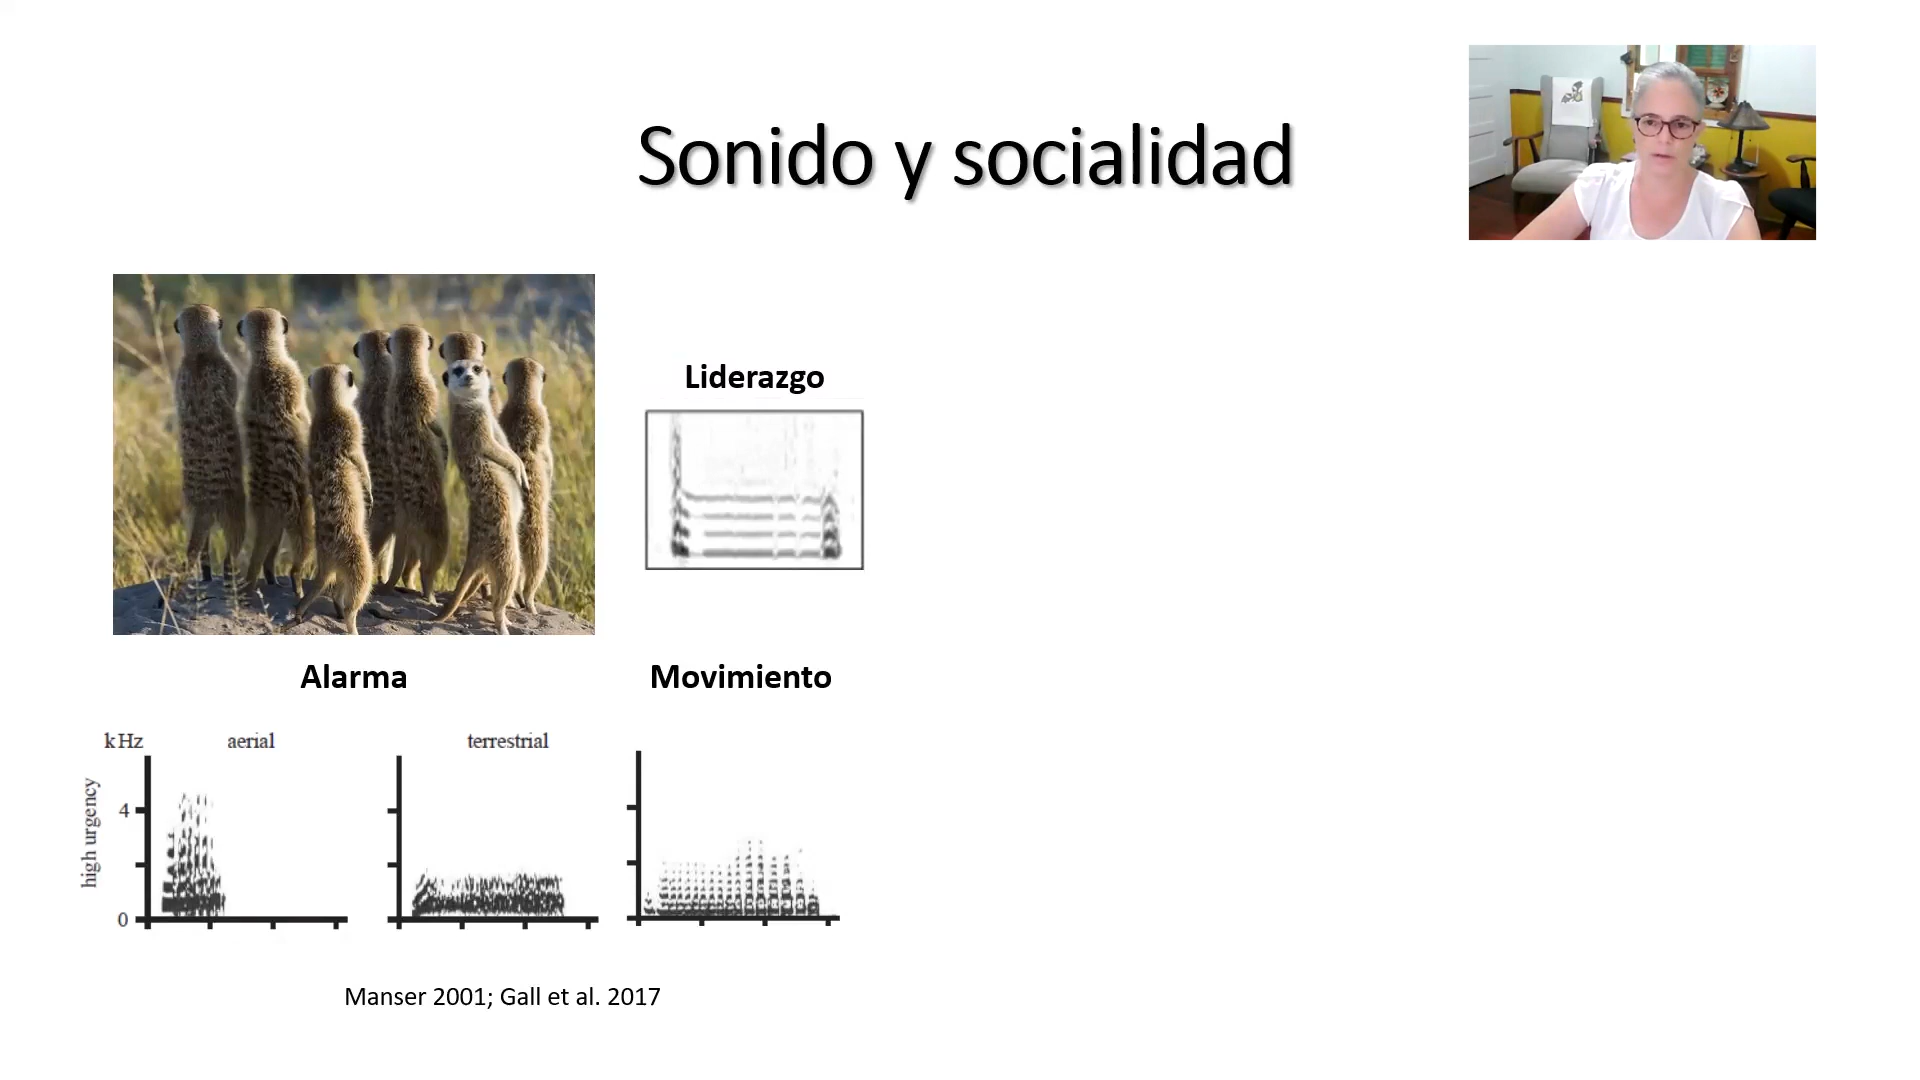 Sonido y socialidad
Liderazgo
Alarma
Movimiento
kHz
aerial
terrestrial
high urgency
4
0
Manser 2001; Gall et al. 2017